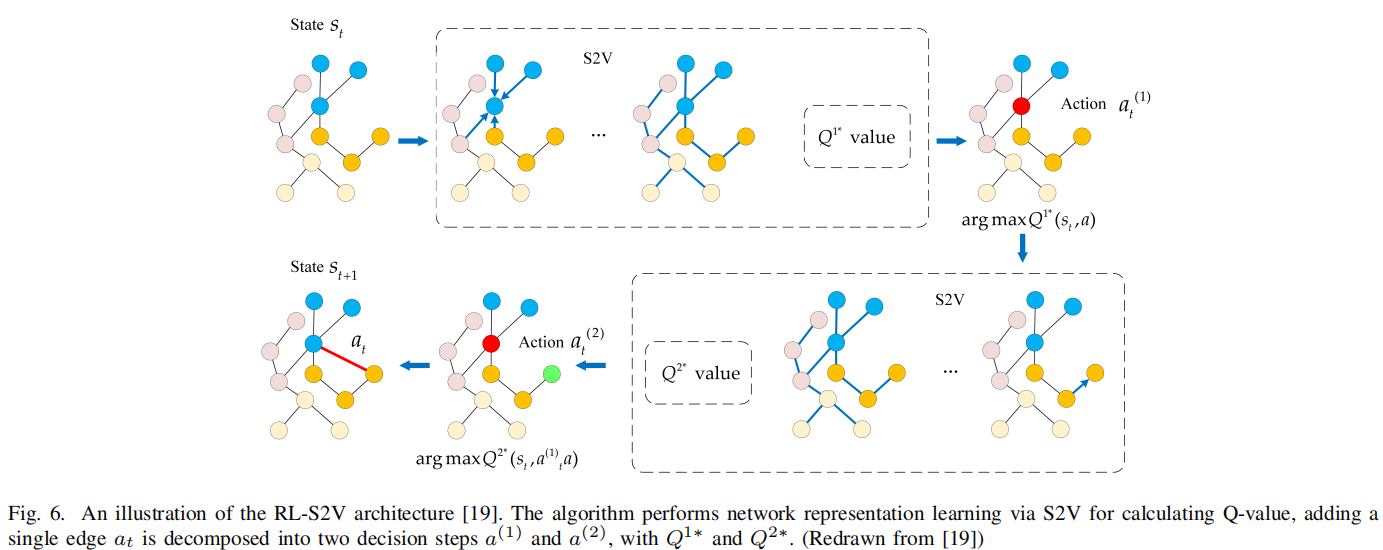 State S_t
S2V
...
Q^{1*} value
Action a_t^{(1)}
arg max Q^{1*}(s_t, a)
S2V
...
Q^{2*} value
Action a_t^{(2)}
arg max Q^{2*}(s_t, a^{(1)}_t a)
State S_{t+1}
a_t
Fig. 6. An illustration of the RL-S2V architecture [19]. The algorithm performs network representation learning via S2V for calculating Q-value, adding a
single edge a_t is decomposed into two decision steps a^{(1)} and a^{(2)}, with Q^{1*} and Q^{2*}. (Redrawn from [19])